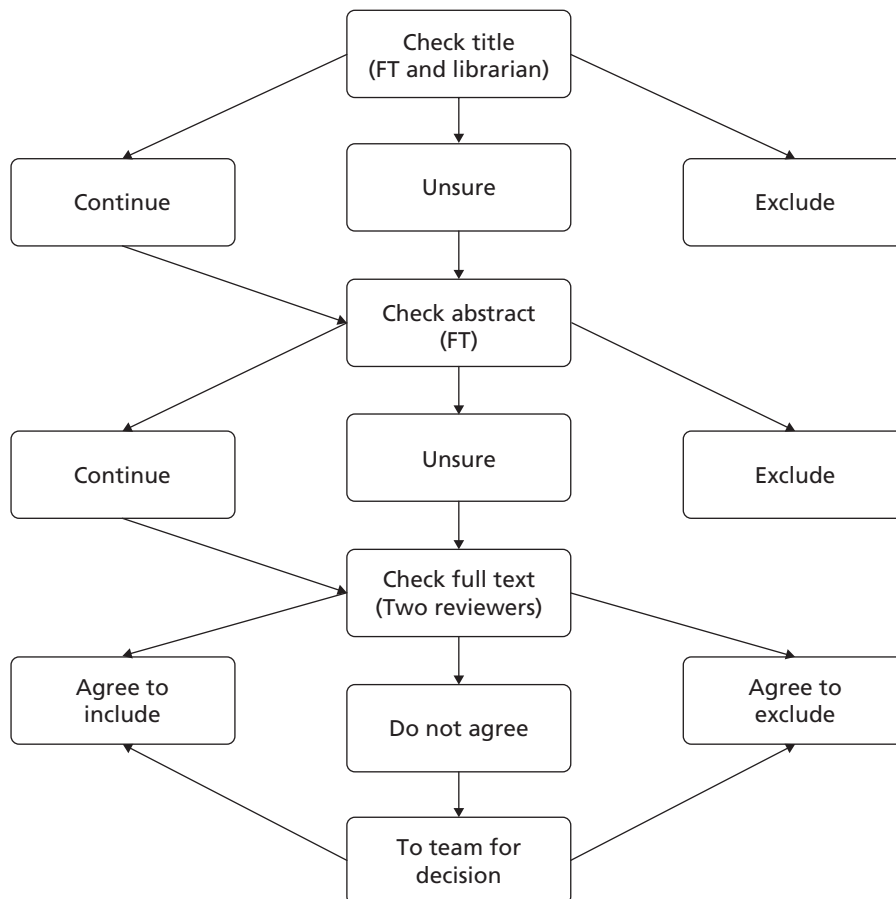 Check title
(FT and librarian)
Continue
Unsure
Exclude
Check abstract
(FT)
Continue
Unsure
Exclude
Check full text
(Two reviewers)
Agree to
include
Do not agree
Agree to
exclude
To team for
decision